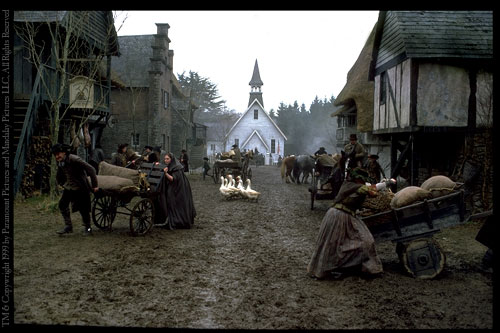 TM & Copyright 1999 by Paramount Pictures and Mandalay Pictures LLC. All Rights Reserved